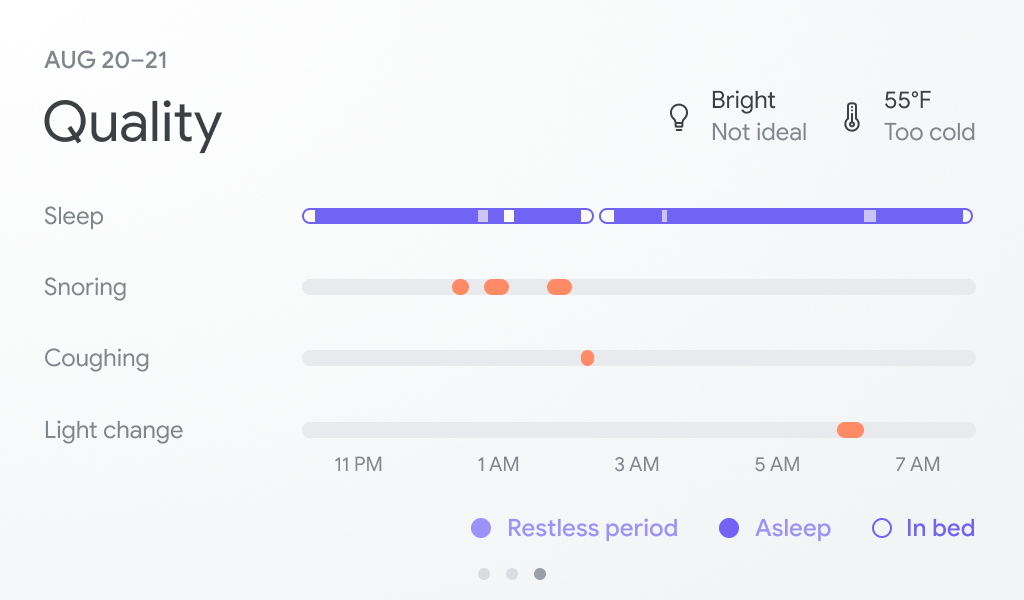 AUG 20–21
Quality
Bright
Not ideal
55°F
Too cold
Sleep
Snoring
Coughing
Light change
11 PM
1 AM
3 AM
5 AM
7 AM
Restless period
Asleep
In bed